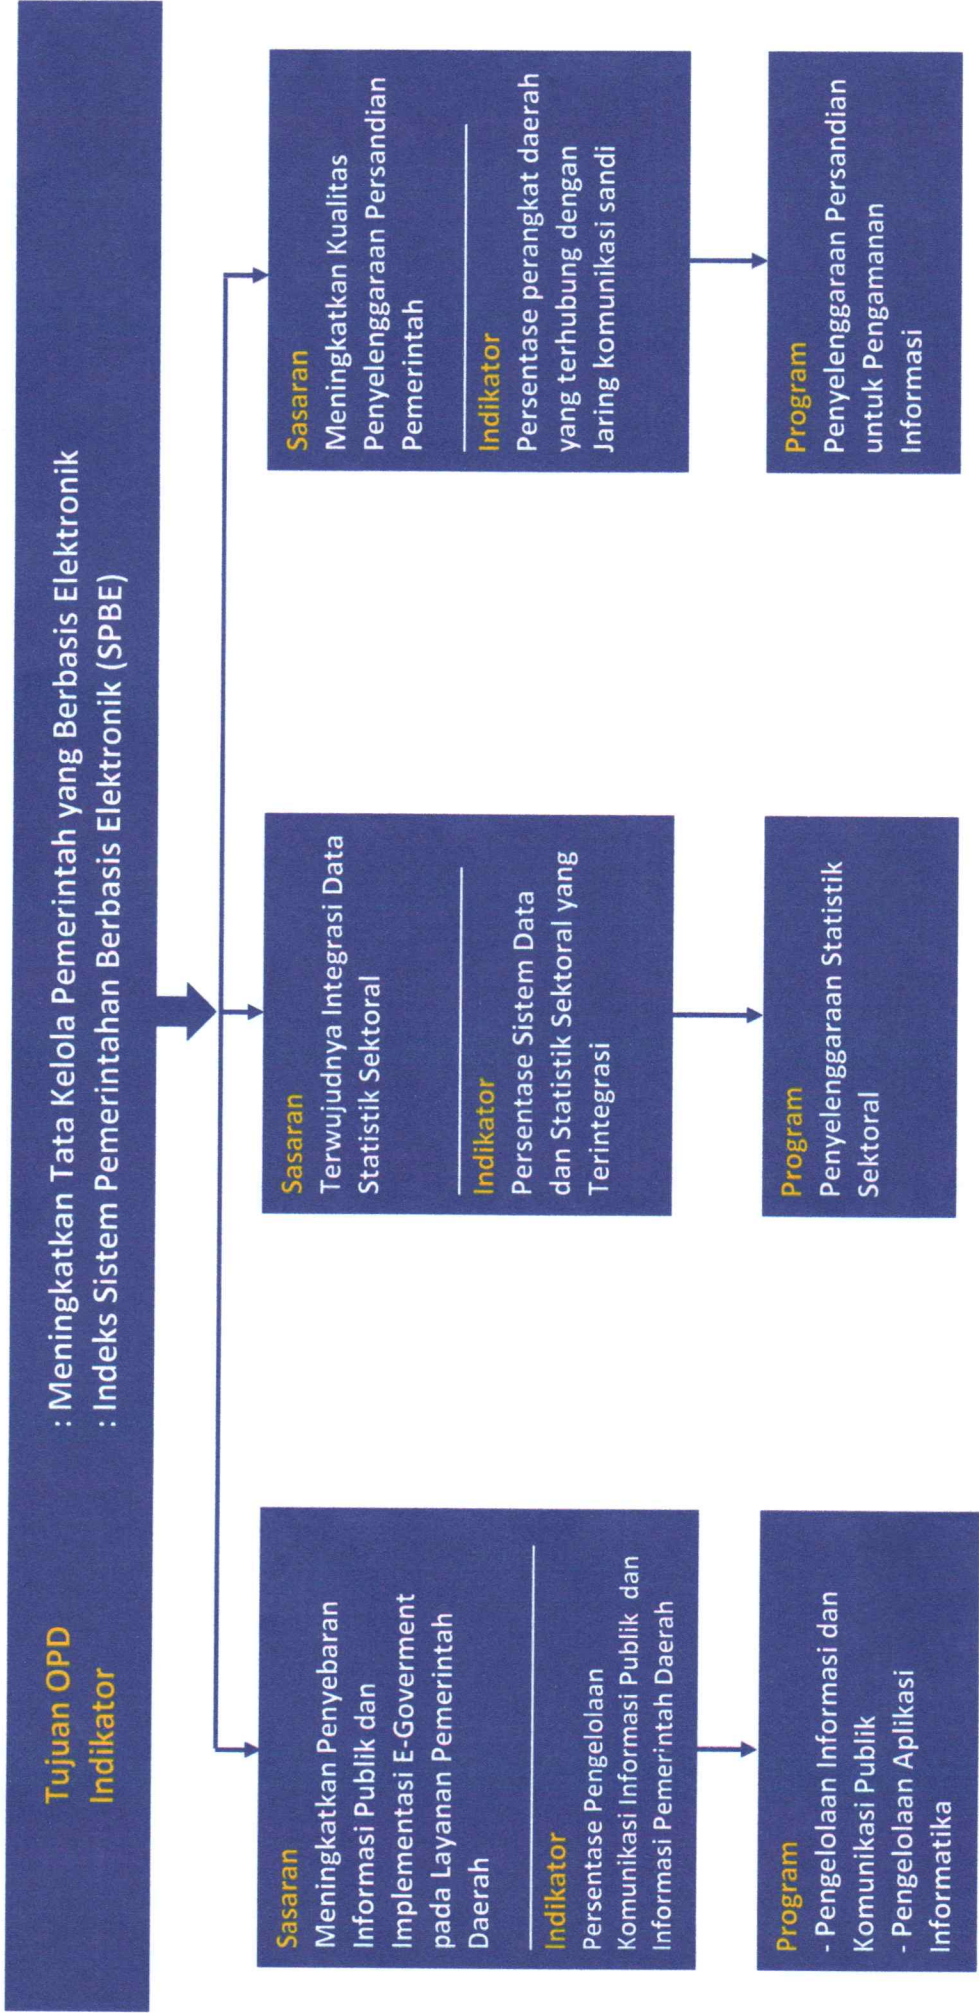 Tujuan OPD : Meningkatkan Tata Kelola Pemerintah yang Berbasis Elektronik
Indikator : Indeks Sistem Pemerintahan Berbasis Elektronik (SPBE)
Sasaran
Meningkatkan Penyebaran
Informasi Publik dan
Implementasi E-Goverment
pada Layanan Pemerintah
Daerah
Indikator
Persentase Pengelolaan
Komunikasi Informasi Publik dan
Informasi Pemerintah Daerah
Program
- Pengelolaan Informasi dan
Komunikasi Publik
- Pengelolaan Aplikasi
Informatika
Sasaran
Terwujudnya Integrasi Data
Statistik Sektoral
Indikator
Persentase Sistem Data
dan Statistik Sektoral yang
Terintegrasi
Program
Penyelenggaraan Statistik
Sektoral
Sasaran
Meningkatkan Kualitas
Penyelenggaraan Persandian
Pemerintah
Indikator
Persentase perangkat daerah
yang terhubung dengan
Jaring komunikasi sandi
Program
Penyelenggaraan Persandian
untuk Pengamanan
Informasi